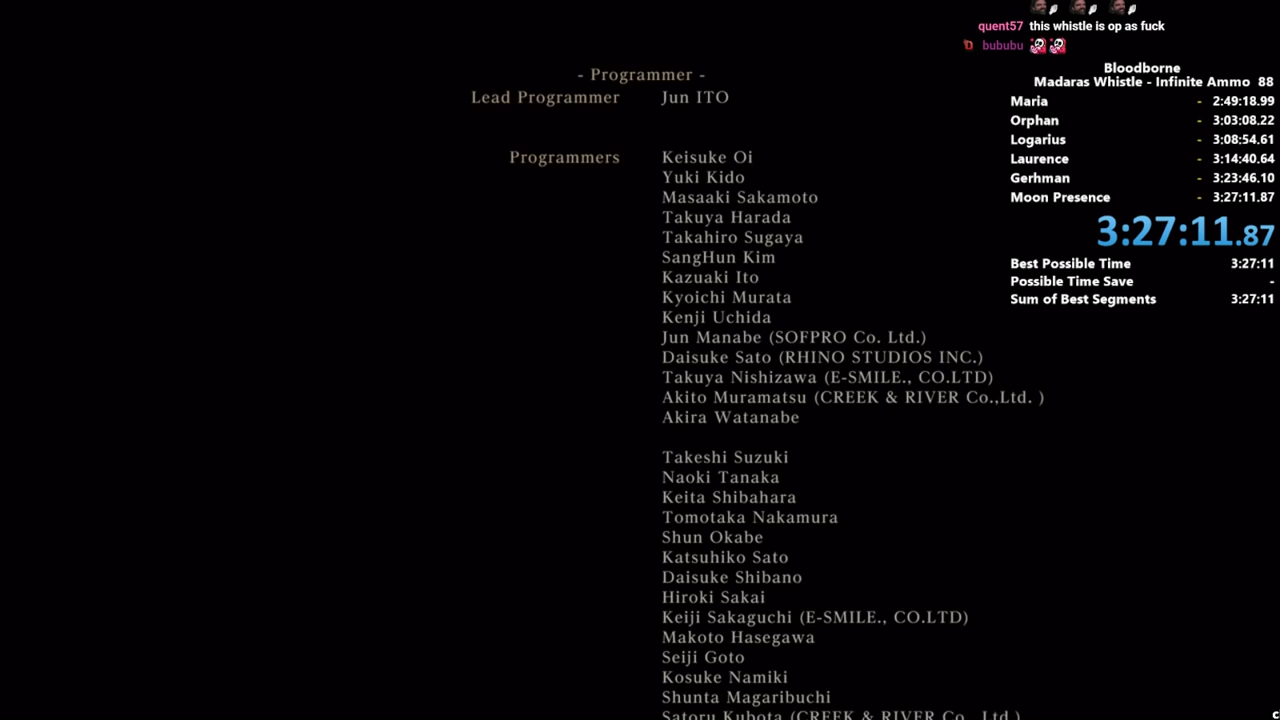 quent57 this whistle is op as fuck
bububu
- Programmer -
Lead Programmer Jun ITO
Programmers Keisuke Oi
Yuki Kido
Masaaki Sakamoto
Takuya Harada
Takahiro Sugaya
SangHun Kim
Kazuaki Ito
Kyoichi Murata
Kenji Uchida
Jun Manabe (SOFPRO Co. Ltd.)
Daisuke Sato (RHINO STUDIOS INC.)
Takuya Nishizawa (E-SMILE., CO.LTD)
Akito Muramatsu (CREEK & RIVER Co.,Ltd. )
Akira Watanabe
Takeshi Suzuki
Naoki Tanaka
Keita Shibahara
Tomotaka Nakamura
Shun Okabe
Katsuhiko Sato
Daisuke Shibano
Hiroki Sakai
Keiji Sakaguchi (E-SMILE., CO.LTD)
Makoto Hasegawa
Seiji Goto
Kosuke Namiki
Shunta Magaribuchi
Satoru Kubota (CREEK & RIVER Co., Ltd.)
Bloodborne
Madaras Whistle - Infinite Ammo 88
Maria - 2:49:18.99
Orphan - 3:03:08.22
Logarius - 3:08:54.61
Laurence - 3:14:40.64
Gerhman - 3:23:46.10
Moon Presence - 3:27:11.87
3:27:11.87
Best Possible Time 3:27:11
Possible Time Save -
Sum of Best Segments 3:27:11